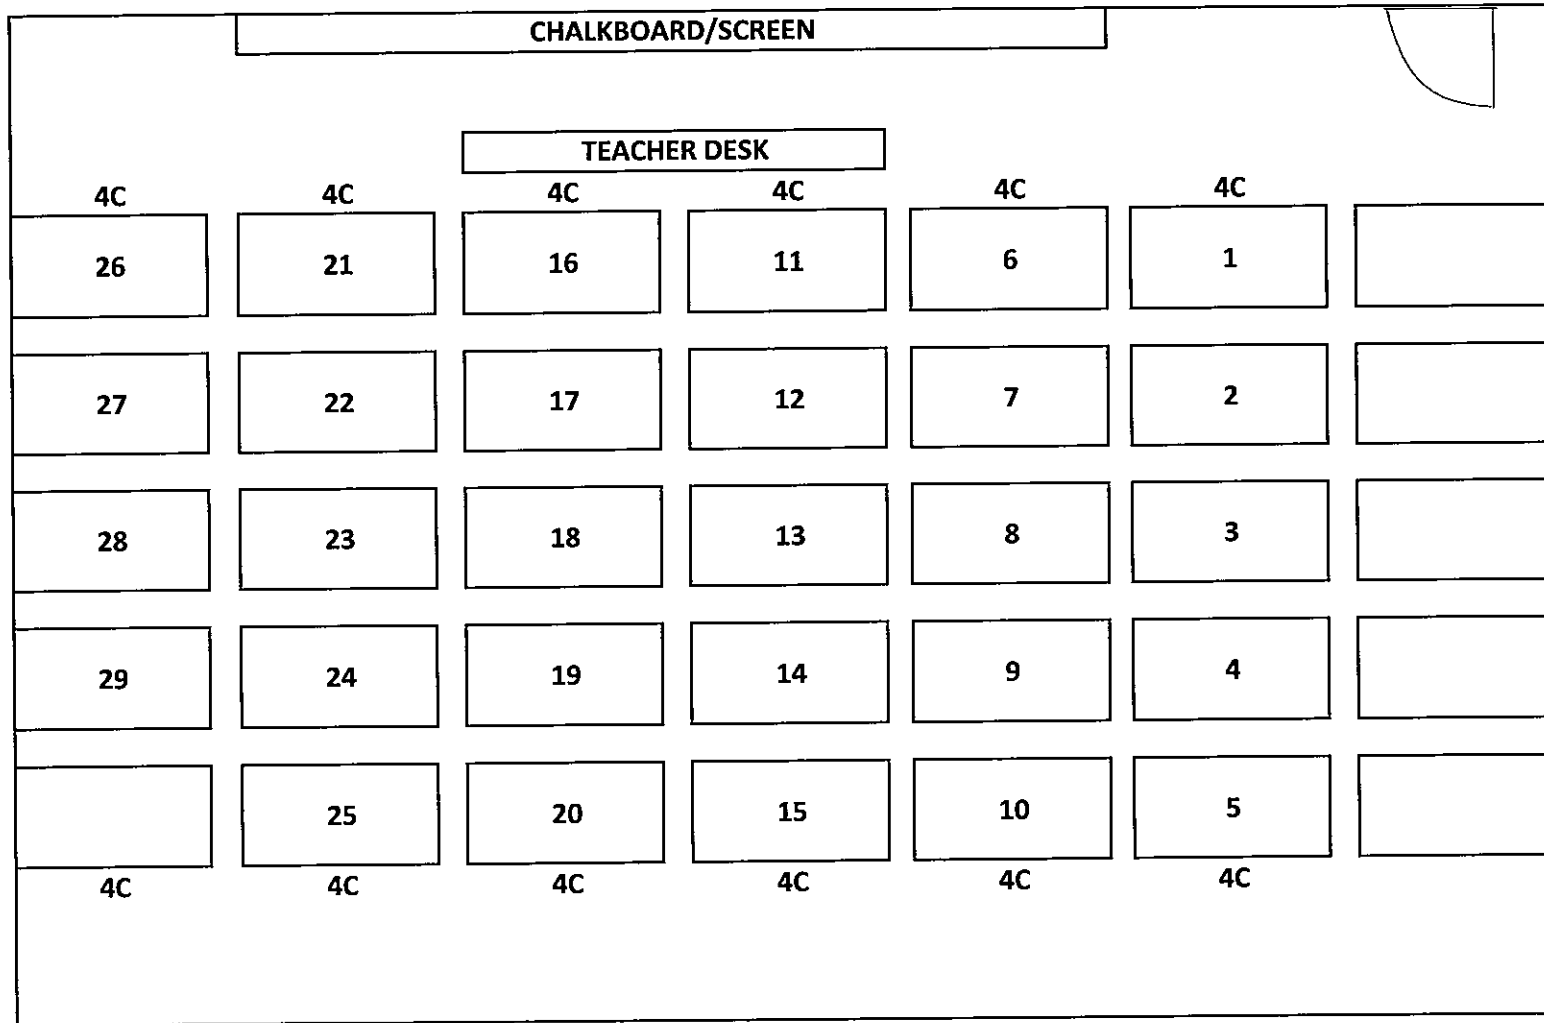 CHALKBOARD/SCREEN
TEACHER DESK
4C 4C 4C 4C 4C 4C
26 21 16 11 6 1
27 22 17 12 7 2
28 23 18 13 8 3
29 24 19 14 9 4
25 20 15 10 5
4C 4C 4C 4C 4C 4C